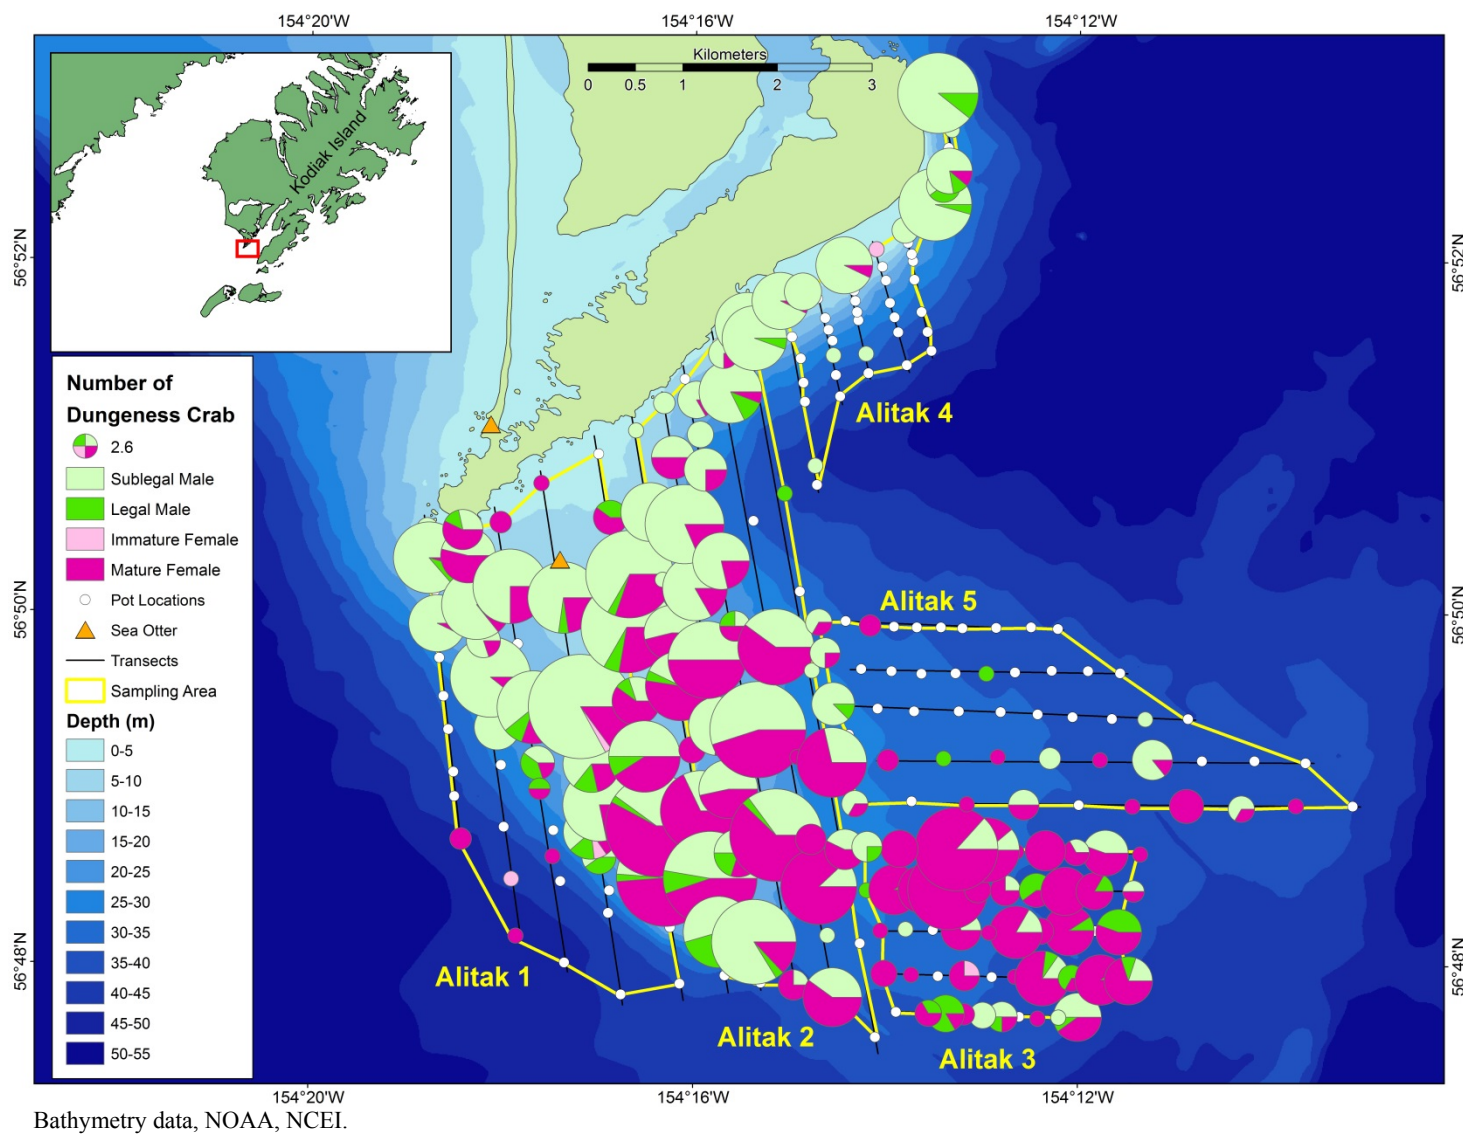 154°20'W 154°16'W 154°12'W
Kilometers
0 0.5 1 2 3
Kodiak Island
56°52'N 56°52'N
Number of
Dungeness Crab
2.6
Sublegal Male
Legal Male
Immature Female
Mature Female
Pot Locations
Sea Otter
Transects
Sampling Area
Depth (m)
0-5
5-10
10-15
15-20
20-25
25-30
30-35
35-40
40-45
45-50
50-55
Alitak 4
Alitak 5
56°50'N 56°50'N
Alitak 1
Alitak 2
Alitak 3
56°48'N 56°48'N
154°20'W 154°16'W 154°12'W
Bathymetry data, NOAA, NCEI.